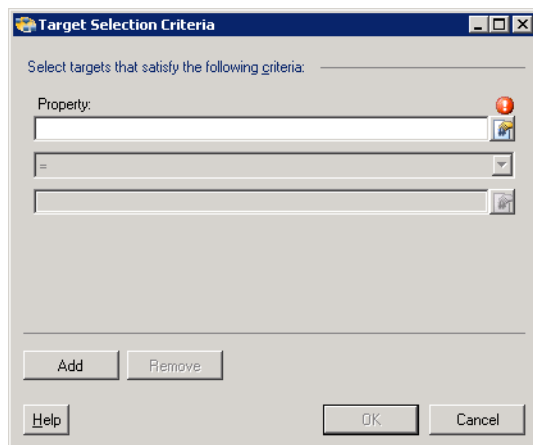 Target Selection Criteria
Select targets that satisfy the following criteria:
Property:
=
Add Remove
Help OK Cancel